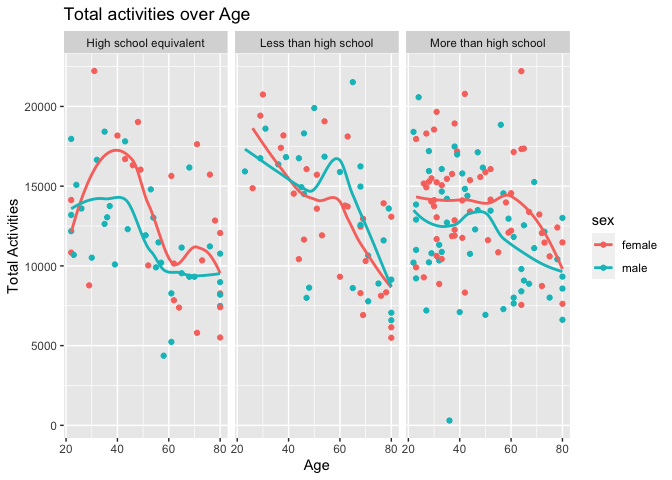 Total activities over Age
High school equivalent Less than high school More than high school
20000
15000
10000
5000
0
Total Activities
20 40 60 80 20 40 60 80 20 40 60 80
Age
sex
female
male